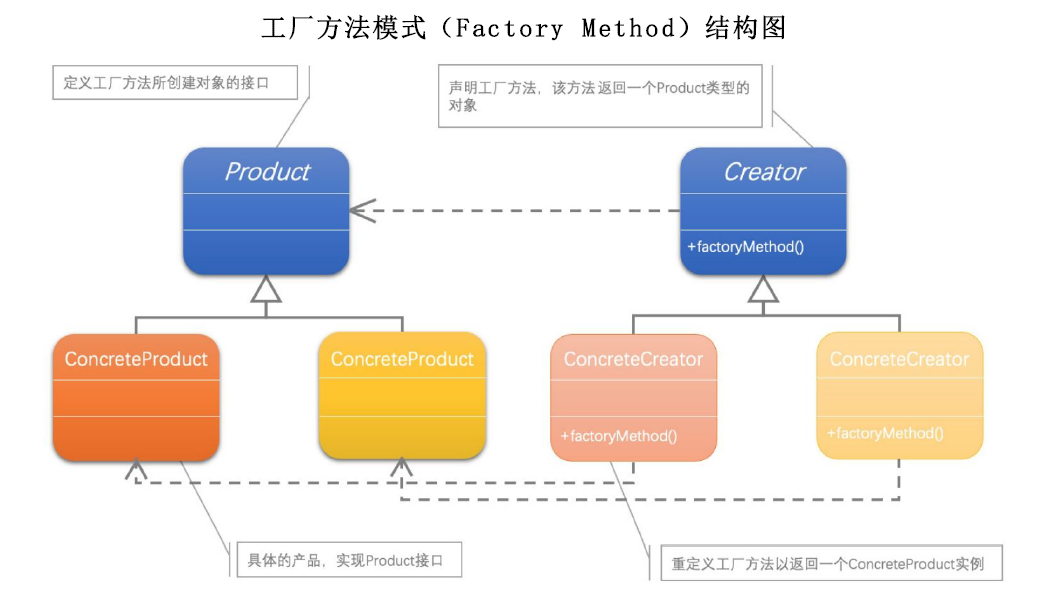 工厂方法模式（Factory Method）结构图
定义工厂方法所创建对象的接口
声明工厂方法，该方法返回一个Product类型的
对象
Product
Creator
+factoryMethod()
ConcreteProduct
ConcreteProduct
ConcreteCreator
ConcreteCreator
+factoryMethod()
+factoryMethod()
具体的产品，实现Product接口
重定义工厂方法以返回一个ConcreteProduct实例